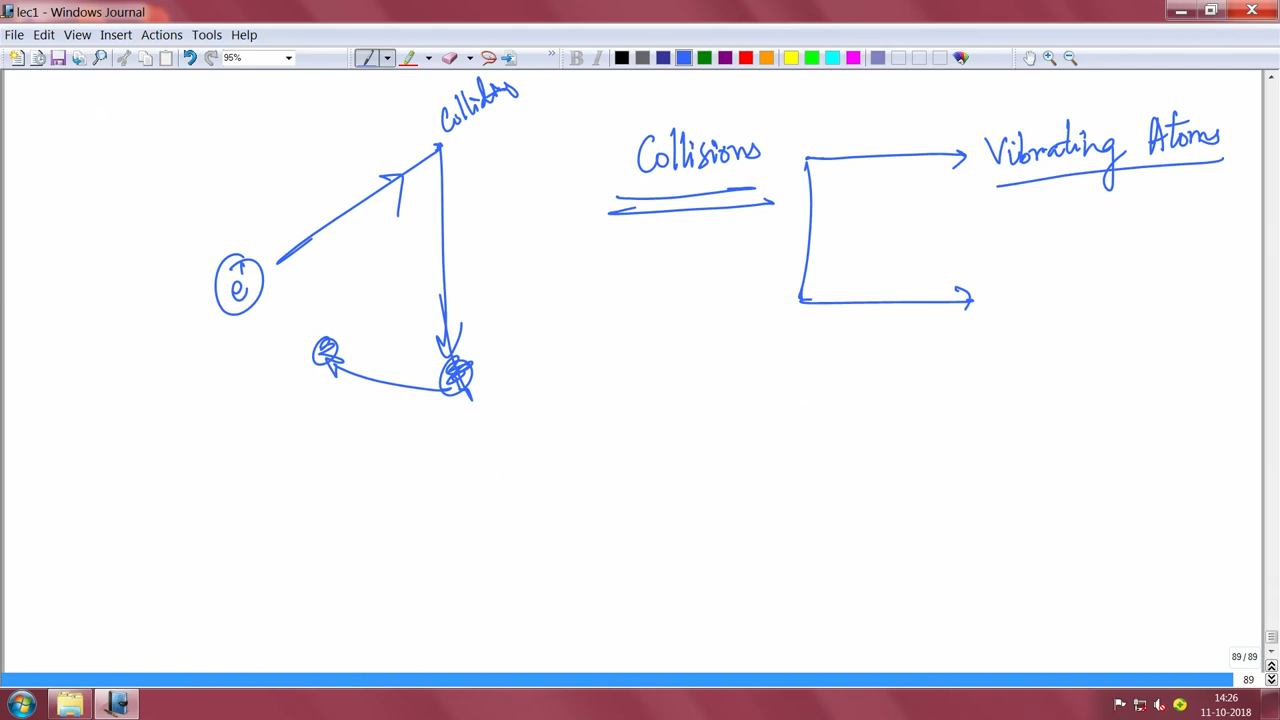 lec1 - Windows Journal
File Edit View Insert Actions Tools Help
95%
Collisions
Vibrating Atoms
e
89 / 89
89
14:26
11-10-2018